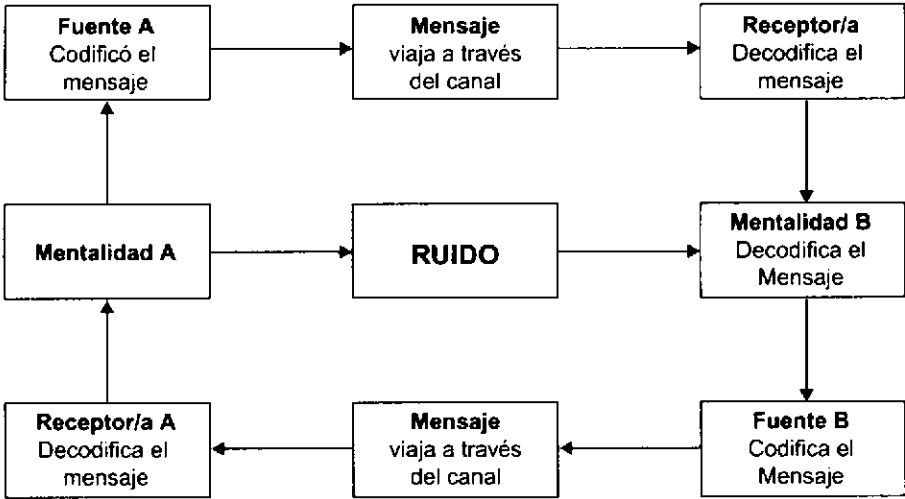 Fuente A
Codificó el
mensaje
Mensaje
viaja a través
del canal
Receptor/a
Decodifica el
mensaje
Mentalidad A
RUIDO
Mentalidad B
Decodifica el
Mensaje
Receptor/a A
Decodifica el
mensaje
Mensaje
viaja a través
del canal
Fuente B
Codifica el
Mensaje